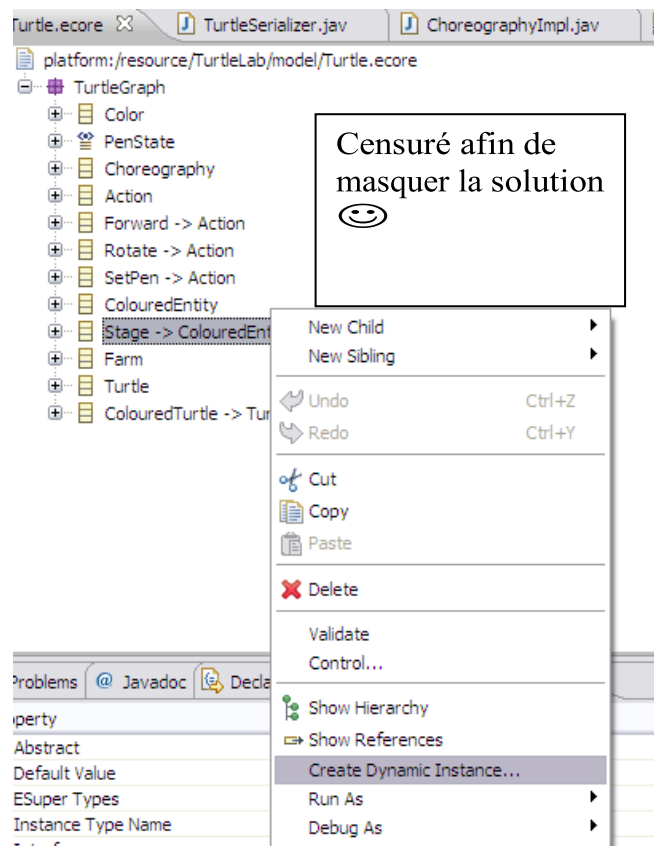 Turtle.ecore TurtleSerializer.jav ChoreographyImpl.jav
platform:/resource/TurtleLab/model/Turtle.ecore
TurtleGraph
Color
PenState
Choreography
Action
Forward -> Action
Rotate -> Action
SetPen -> Action
ColouredEntity
Stage -> ColouredEnt
Farm
Turtle
ColouredTurtle -> Tur
Censuré afin de
masquer la solution
New Child
New Sibling
Undo Ctrl+Z
Redo Ctrl+Y
Cut
Copy
Paste
Delete
Validate
Control...
Show Hierarchy
Show References
Create Dynamic Instance...
Run As
Debug As
Problems @ Javadoc Decla
operty
Abstract
Default Value
ESuper Types
Instance Type Name